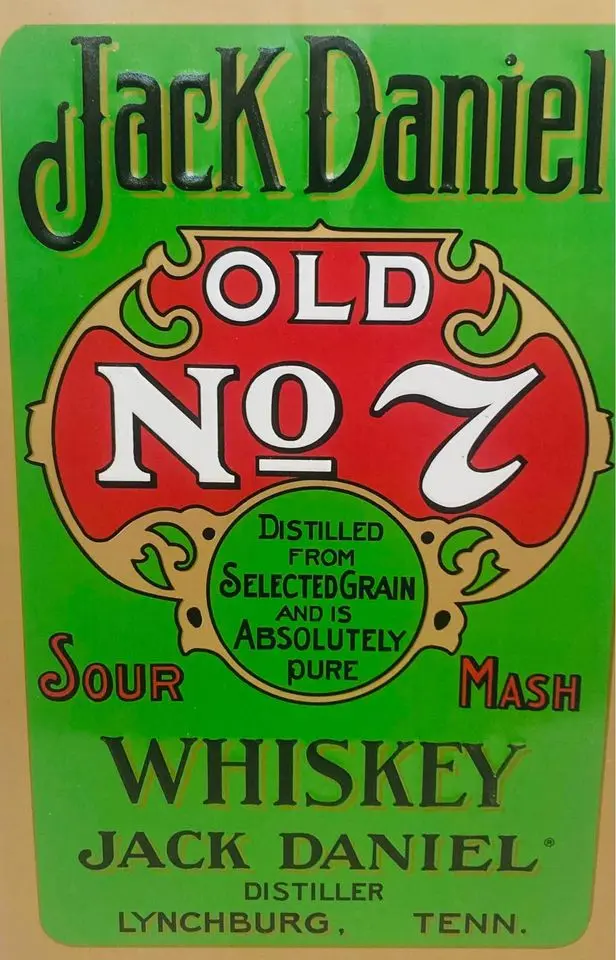 Jack Daniel
OLD
No 7
DISTILLED
FROM
SELECTED GRAIN
AND IS
ABSOLUTELY
PURE
SOUR MASH
WHISKEY
JACK DANIEL®
DISTILLER
LYNCHBURG, TENN.